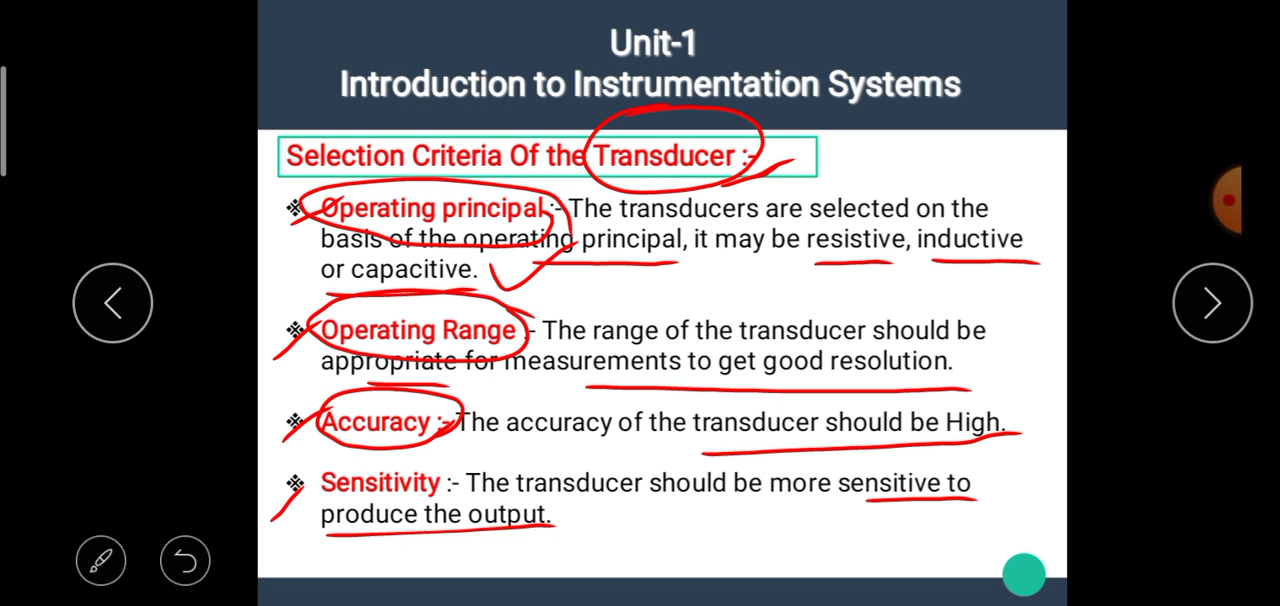 Unit-1
Introduction to Instrumentation Systems
Selection Criteria Of the Transducer :-
❖ Operating principal :- The transducers are selected on the
basis of the operating principal, it may be resistive, inductive
or capacitive.
❖ Operating Range :- The range of the transducer should be
appropriate for measurements to get good resolution.
❖ Accuracy :- The accuracy of the transducer should be High.
❖ Sensitivity :- The transducer should be more sensitive to
produce the output.